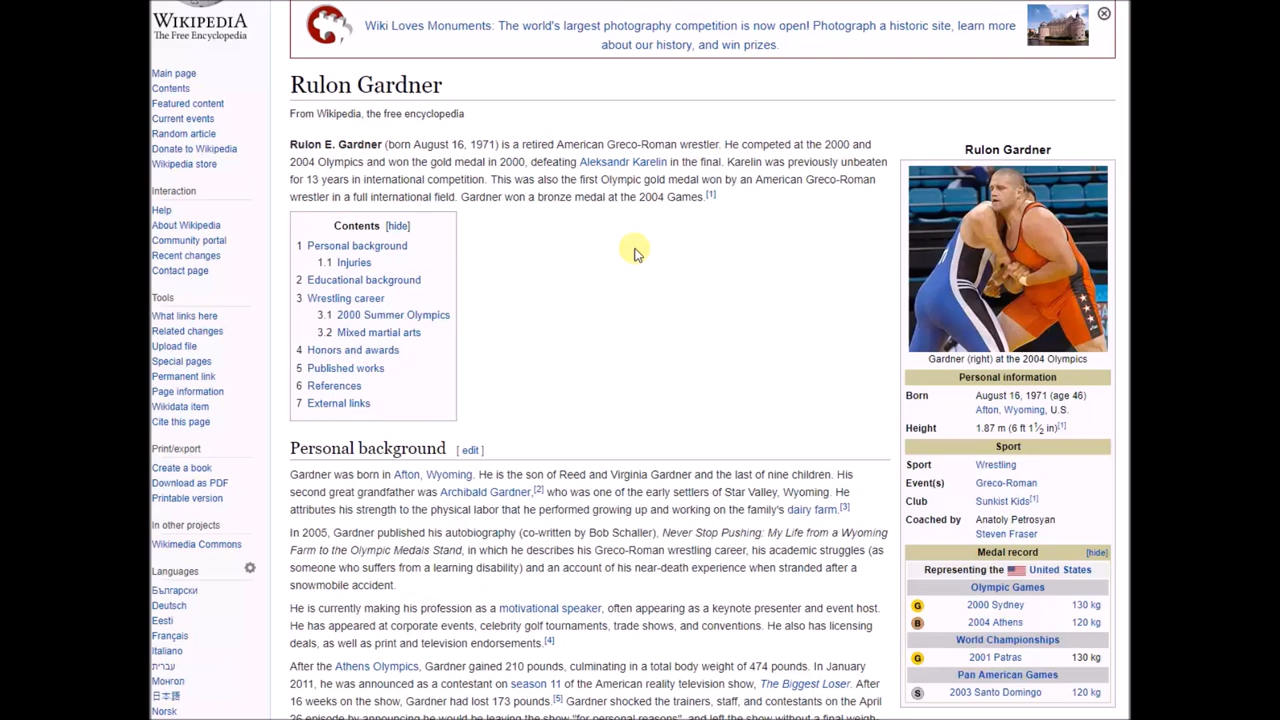 WIKIPEDIA
The Free Encyclopedia
Main page
Contents
Featured content
Current events
Random article
Donate to Wikipedia
Wikipedia store
Interaction
Help
About Wikipedia
Community portal
Recent changes
Contact page
Tools
What links here
Related changes
Upload file
Special pages
Permanent link
Page information
Wikidata item
Cite this page
Print/export
Create a book
Download as PDF
Printable version
In other projects
Wikimedia Commons
Languages
Български
Deutsch
Eesti
Français
Italiano
עברית
Монгол
日本語
Norsk
Wiki Loves Monuments: The world's largest photography competition is now open! Photograph a historic site, learn more
about our history, and win prizes.
Rulon Gardner
From Wikipedia, the free encyclopedia
Rulon E. Gardner (born August 16, 1971) is a retired American Greco-Roman wrestler. He competed at the 2000 and
2004 Olympics and won the gold medal in 2000, defeating Aleksandr Karelin in the final. Karelin was previously unbeaten
for 13 years in international competition. This was also the first Olympic gold medal won by an American Greco-Roman
wrestler in a full international field. Gardner won a bronze medal at the 2004 Games.[1]
Contents [hide]
1 Personal background
1.1 Injuries
2 Educational background
3 Wrestling career
3.1 2000 Summer Olympics
3.2 Mixed martial arts
4 Honors and awards
5 Published works
6 References
7 External links
Personal background [ edit ]
Gardner was born in Afton, Wyoming. He is the son of Reed and Virginia Gardner and the last of nine children. His
second great grandfather was Archibald Gardner,[2] who was one of the early settlers of Star Valley, Wyoming. He
attributes his strength to the physical labor that he performed growing up and working on the family's dairy farm.[3]
In 2005, Gardner published his autobiography (co-written by Bob Schaller), Never Stop Pushing: My Life from a Wyoming
Farm to the Olympic Medals Stand, in which he describes his Greco-Roman wrestling career, his academic struggles (as
someone who suffers from a learning disability) and an account of his near-death experience when stranded after a
snowmobile accident.
He is currently making his profession as a motivational speaker, often appearing as a keynote presenter and event host.
He has appeared at corporate events, celebrity golf tournaments, trade shows, and conventions. He also has licensing
deals, as well as print and television endorsements.[4]
After the Athens Olympics, Gardner gained 210 pounds, culminating in a total body weight of 474 pounds. In January
2011, he was announced as a contestant on season 11 of the American reality television show, The Biggest Loser. After
16 weeks on the show, Gardner had lost 173 pounds.[5] Gardner shocked the trainers, staff, and contestants on the April
26 episode by announcing he would be leaving the show "for personal reasons", and left the show without a final weigh-
Rulon Gardner
Gardner (right) at the 2004 Olympics
Personal information
Born August 16, 1971 (age 46)
Afton, Wyoming, U.S.
Height 1.87 m (6 ft 1 1⁄2 in)[1]
Sport
Sport Wrestling
Event(s) Greco-Roman
Club Sunkist Kids[1]
Coached by Anatoly Petrosyan
Steven Fraser
Medal record [hide]
Representing the United States
Olympic Games
G 2000 Sydney 130 kg
B 2004 Athens 120 kg
World Championships
G 2001 Patras 130 kg
Pan American Games
S 2003 Santo Domingo 120 kg